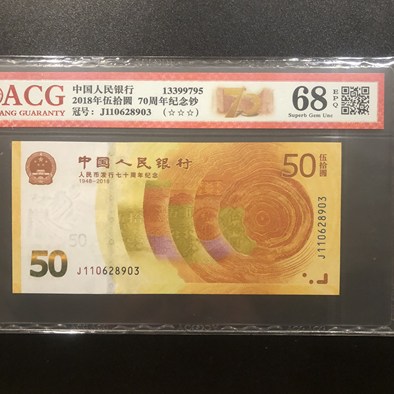 ACG
ANG GUARANTY
中国人民银行 13399795
2018年伍拾圆 70周年纪念钞
冠号: J110628903 (☆☆☆)
70
68
EPQ
Superb Gem Unc
中国人民银行
人民币发行七十周年纪念
1948-2018
50
伍拾圆
50
50
J110628903
J110628903